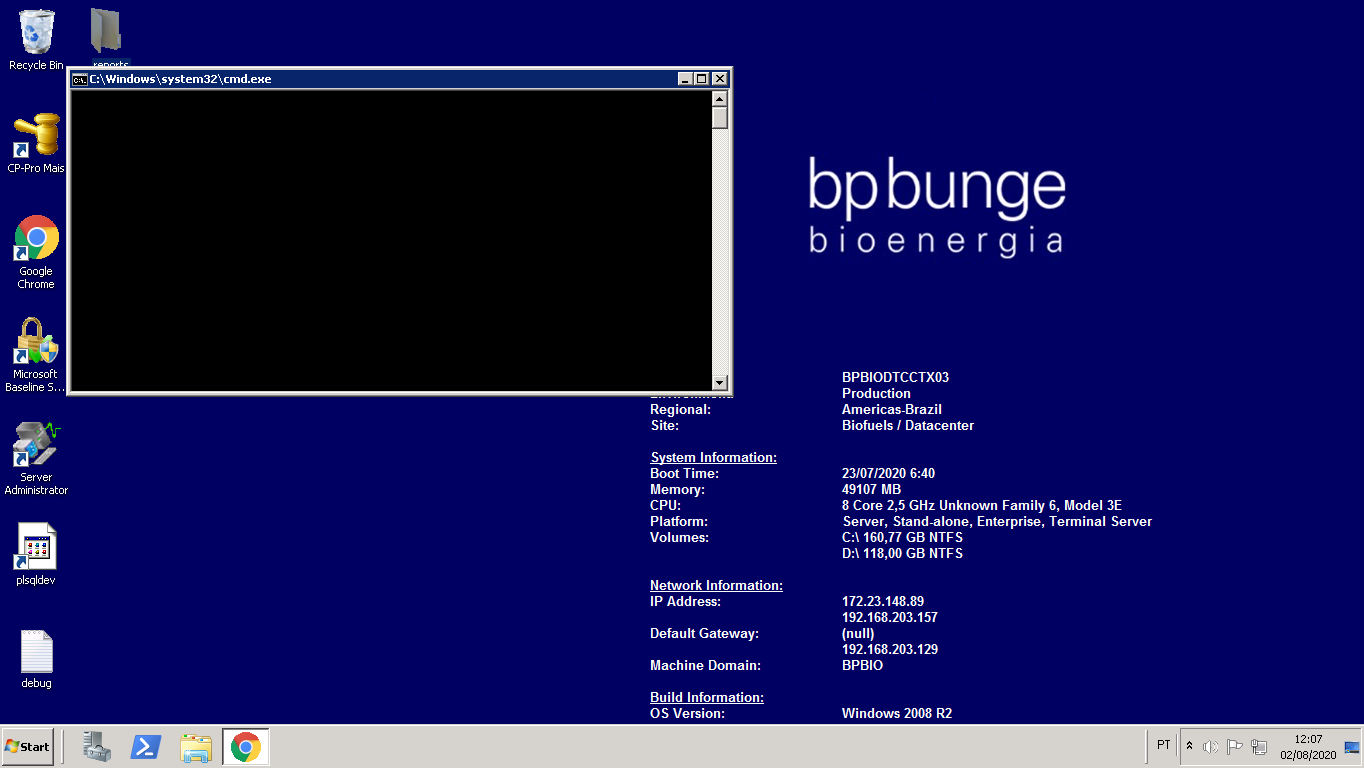 Recycle Bin
reports
C:\Windows\system32\cmd.exe
C:\.
CP-Pro Mais
Google
Chrome
Microsoft
Baseline S...
Server
Administrator
plsqldev
debug
bp bunge
bioenergia
BPBIODTCCTX03
Environment: Production
Regional: Americas-Brazil
Site: Biofuels / Datacenter
System Information:
Boot Time: 23/07/2020 6:40
Memory: 49107 MB
CPU: 8 Core 2,5 GHz Unknown Family 6, Model 3E
Platform: Server, Stand-alone, Enterprise, Terminal Server
Volumes: C:\ 160,77 GB NTFS
D:\ 118,00 GB NTFS
Network Information:
IP Address: 172.23.148.89
192.168.203.157
Default Gateway: (null)
192.168.203.129
Machine Domain: BPBIO
Build Information:
OS Version: Windows 2008 R2
Start
PT
12:07
02/08/2020